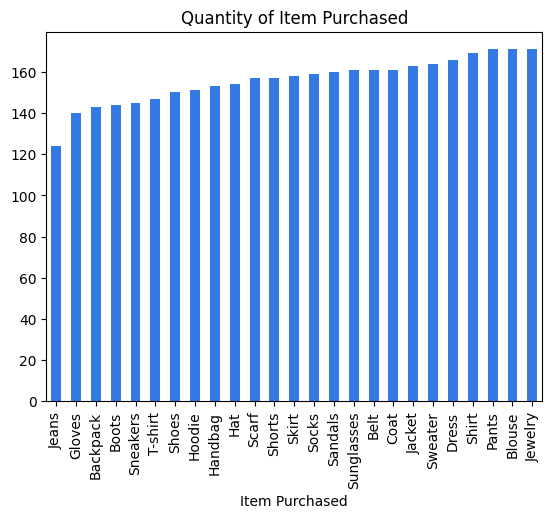 Quantity of Item Purchased
160
140
120
100
80
60
40
20
0
Jeans
Gloves
Backpack
Boots
Sneakers
T-shirt
Shoes
Hoodie
Handbag
Hat
Scarf
Shorts
Skirt
Socks
Sandals
Sunglasses
Belt
Coat
Jacket
Sweater
Dress
Shirt
Pants
Blouse
Jewelry
Item Purchased